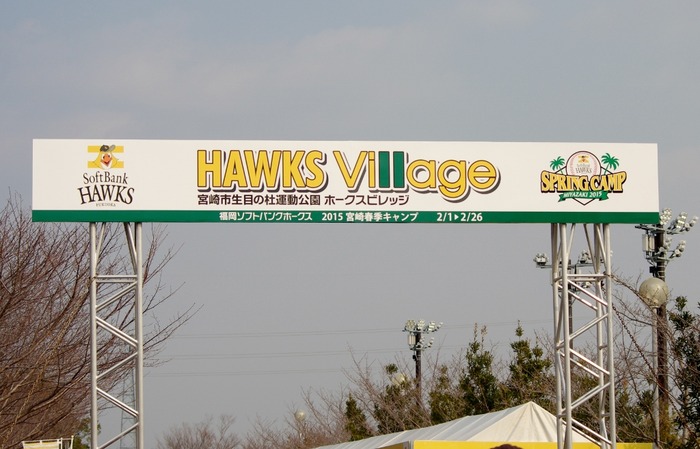 SoftBank
HAWKS
FUKUOKA
HAWKS Village
宮崎市生目の杜運動公園 ホークスビレッジ
福岡ソフトバンクホークス 2015 宮崎春季キャンプ 2/1▶2/26
HAWKS
SPRING CAMP
MIYAZAKI 2015